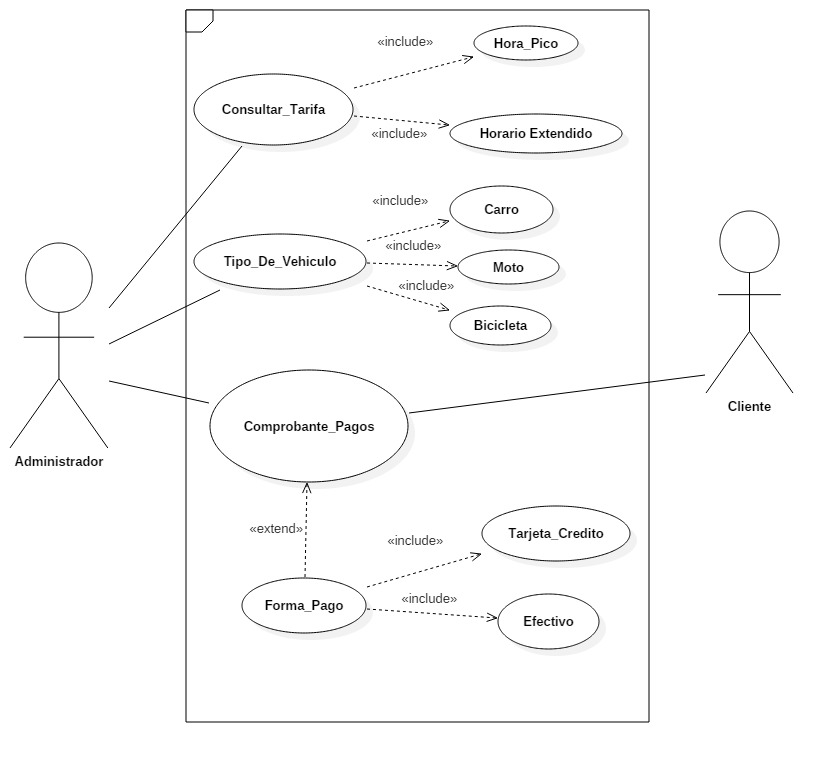 «include»
Hora_Pico
Consultar_Tarifa
«include»
Horario Extendido
«include»
Carro
«include»
Tipo_De_Vehiculo
Moto
«include»
Bicicleta
Cliente
Comprobante_Pagos
Administrador
«extend»
«include»
Tarjeta_Credito
«include»
Forma_Pago
Efectivo